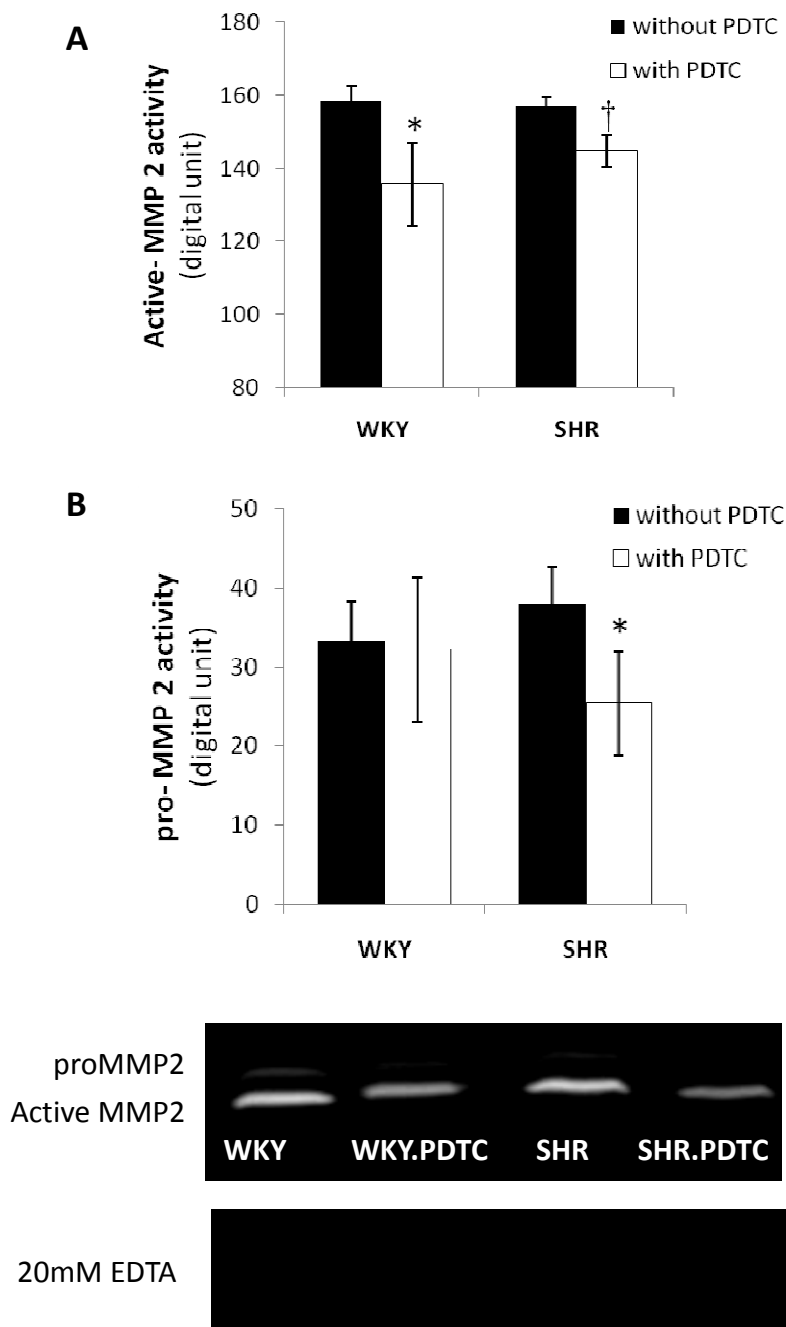 A
180
160
140
120
100
80
Active- MMP 2 activity
(digital unit)
■ without PDTC
□ with PDTC
*
†
WKY SHR
B
50
40
30
20
10
0
pro- MMP 2 activity
(digital unit)
■ without PDTC
□ with PDTC
*
WKY SHR
proMMP2
Active MMP2
WKY WKY.PDTC SHR SHR.PDTC
20mM EDTA